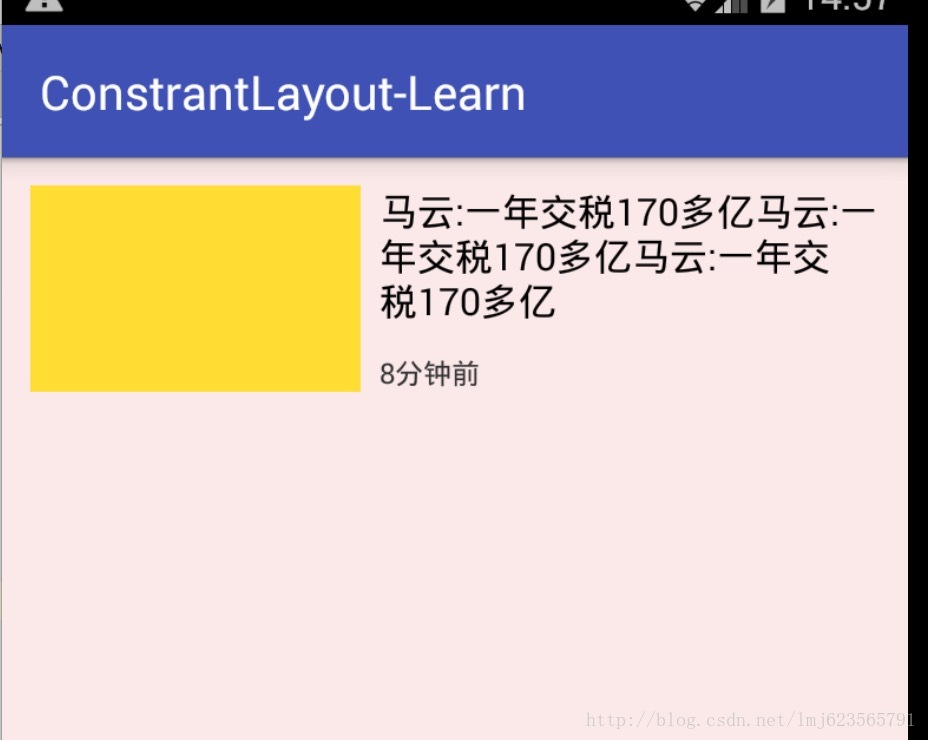 14:57
ConstrantLayout-Learn
马云:一年交税170多亿马云:一
年交税170多亿马云:一年交
税170多亿
8分钟前
http://blog.csdn.net/lmj623565791